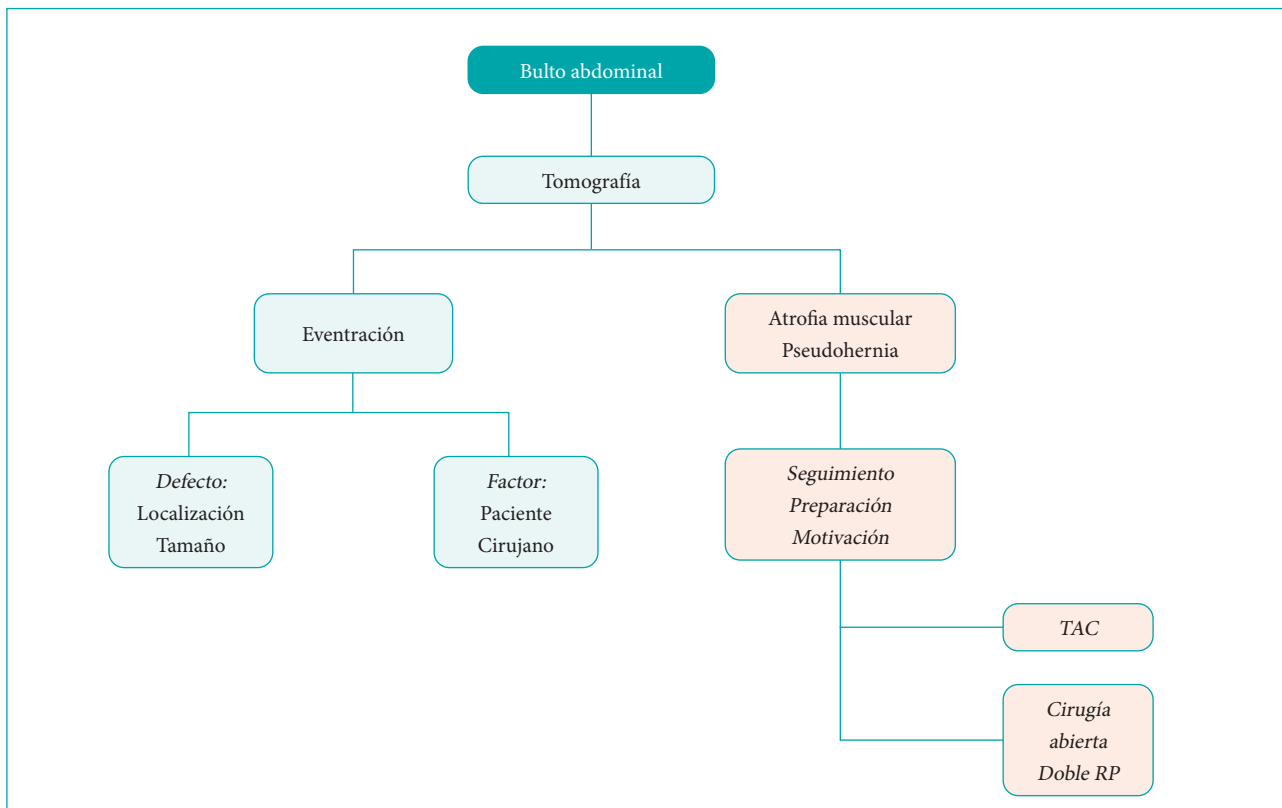 Bulto abdominal
Tomografía
Eventración
Atrofia muscular
Pseudohernia
Defecto:
Localización
Tamaño
Factor:
Paciente
Cirujano
Seguimiento
Preparación
Motivación
TAC
Cirugía
abierta
Doble RP